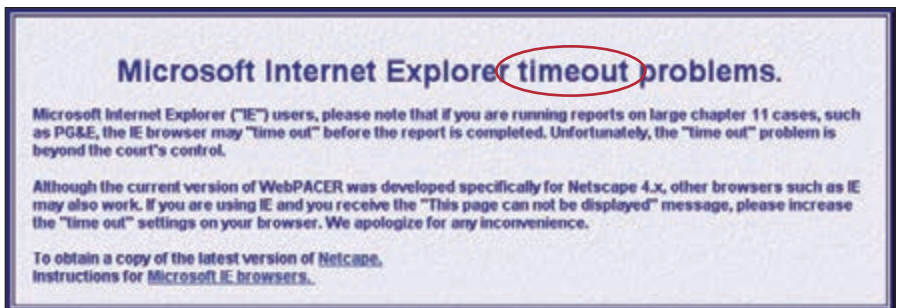 Microsoft Internet Explorer timeout problems.
Microsoft Internet Explorer ("IE") users, please note that if you are running reports on large chapter 11 cases, such
as PG&E, the IE browser may "time out" before the report is completed. Unfortunately, the "time out" problem is
beyond the court's control.
Although the current version of WebPACER was developed specifically for Netscape 4.x, other browsers such as IE
may also work. If you are using IE and you receive the "This page can not be displayed" message, please increase
the "time out" settings on your browser. We apologize for any inconvenience.
To obtain a copy of the latest version of Netcape.
Instructions for Microsoft IE browsers.